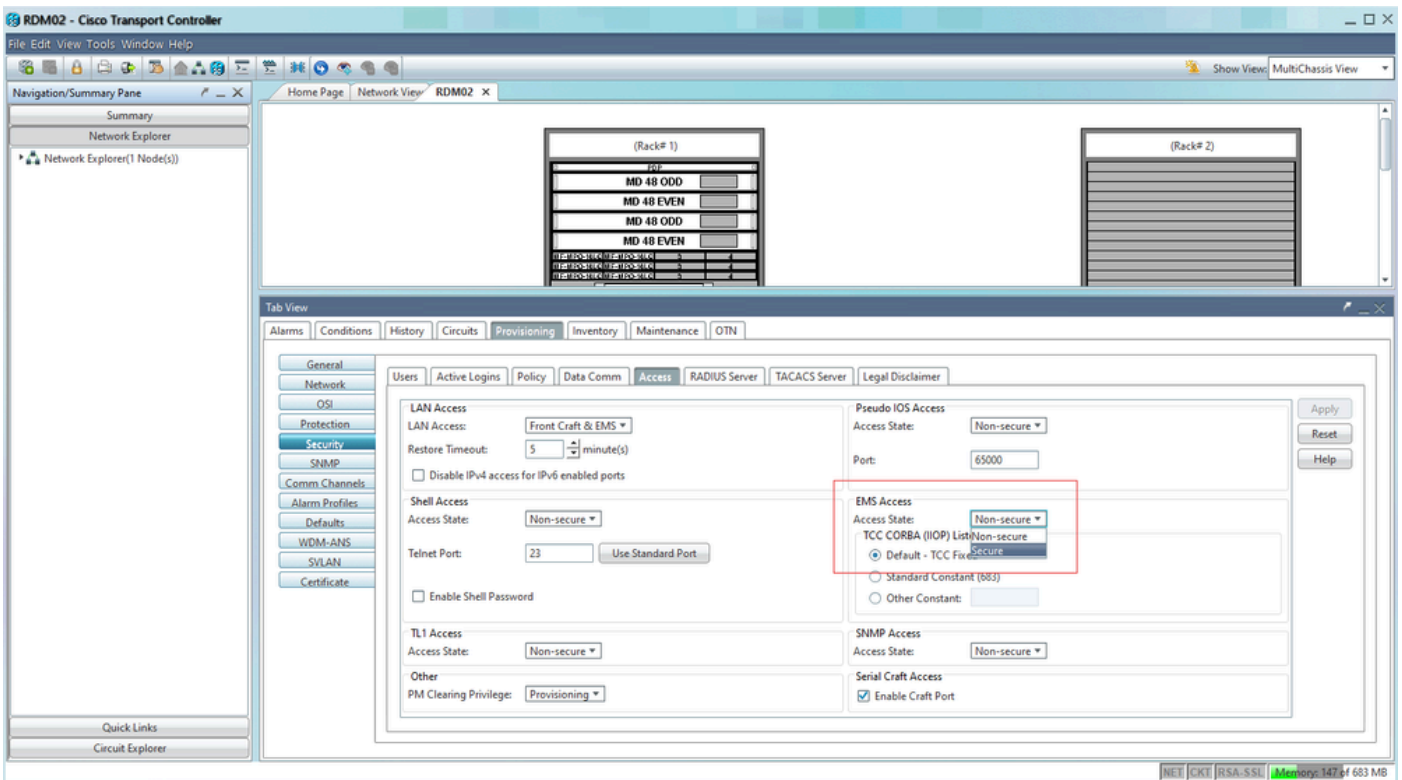 RDM02 - Cisco Transport Controller
File Edit View Tools Window Help
Show View: MultiChassis View
Navigation/Summary Pane
Home Page Network View RDM02
Summary
Network Explorer
Network Explorer(1 Node(s))
(Rack# 1)
(Rack# 2)
PDP
MD 48 ODD
MD 48 EVEN
MD 48 ODD
MD 48 EVEN
Tab View
Alarms Conditions History Circuits Provisioning Inventory Maintenance OTN
General
Network
OSI
Protection
Security
SNMP
Comm Channels
Alarm Profiles
Defaults
WDM-ANS
SVLAN
Certificate
Users Active Logins Policy Data Comm Access RADIUS Server TACACS Server Legal Disclaimer
LAN Access
LAN Access: Front Craft & EMS
Restore Timeout: 5 minute(s)
Disable IPv4 access for IPv6 enabled ports
Pseudo IOS Access
Access State: Non-secure
Port: 65000
Apply
Reset
Help
Shell Access
Access State: Non-secure
Telnet Port: 23 Use Standard Port
Enable Shell Password
EMS Access
Access State: Non-secure
Non-secure
Secure
TCC CORBA (IIOP) List
Default - TCC Fixe
Standard Constant (683)
Other Constant:
TL1 Access
Access State: Non-secure
SNMP Access
Access State: Non-secure
Other
PM Clearing Privilege: Provisioning
Serial Craft Access
Enable Craft Port
Quick Links
Circuit Explorer
NET CKT RSA-SSL Memory: 147 of 683 MB